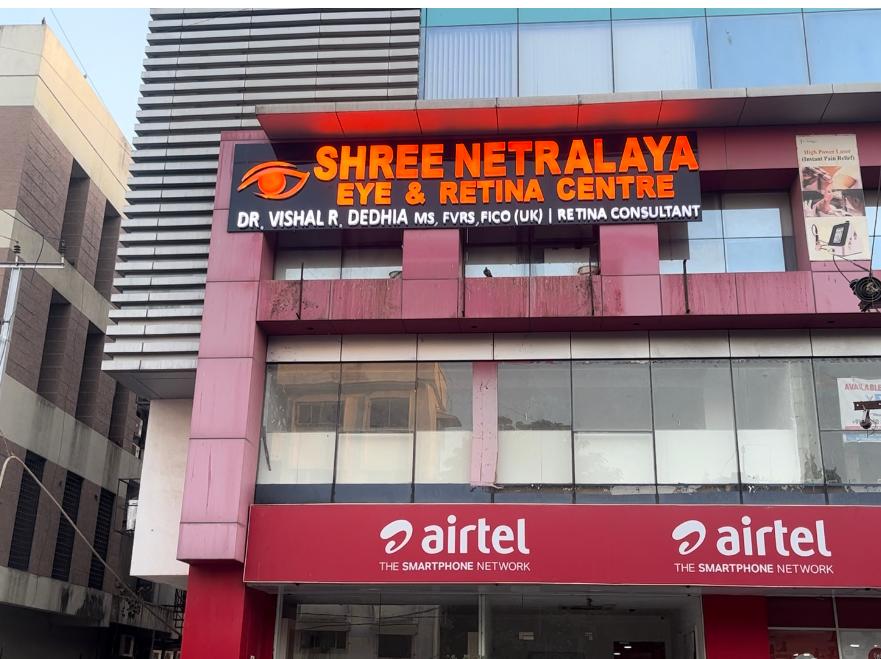 SHREE NETRALAYA
EYE & RETINA CENTRE
DR. VISHAL R. DEDHIA MS, FVRS, FICO (UK) | RETINA CONSULTANT
High Power Laser
(Instant Pain Relief)
AVAILABLE
airtel
THE SMARTPHONE NETWORK
airtel
THE SMARTPHONE NETWORK